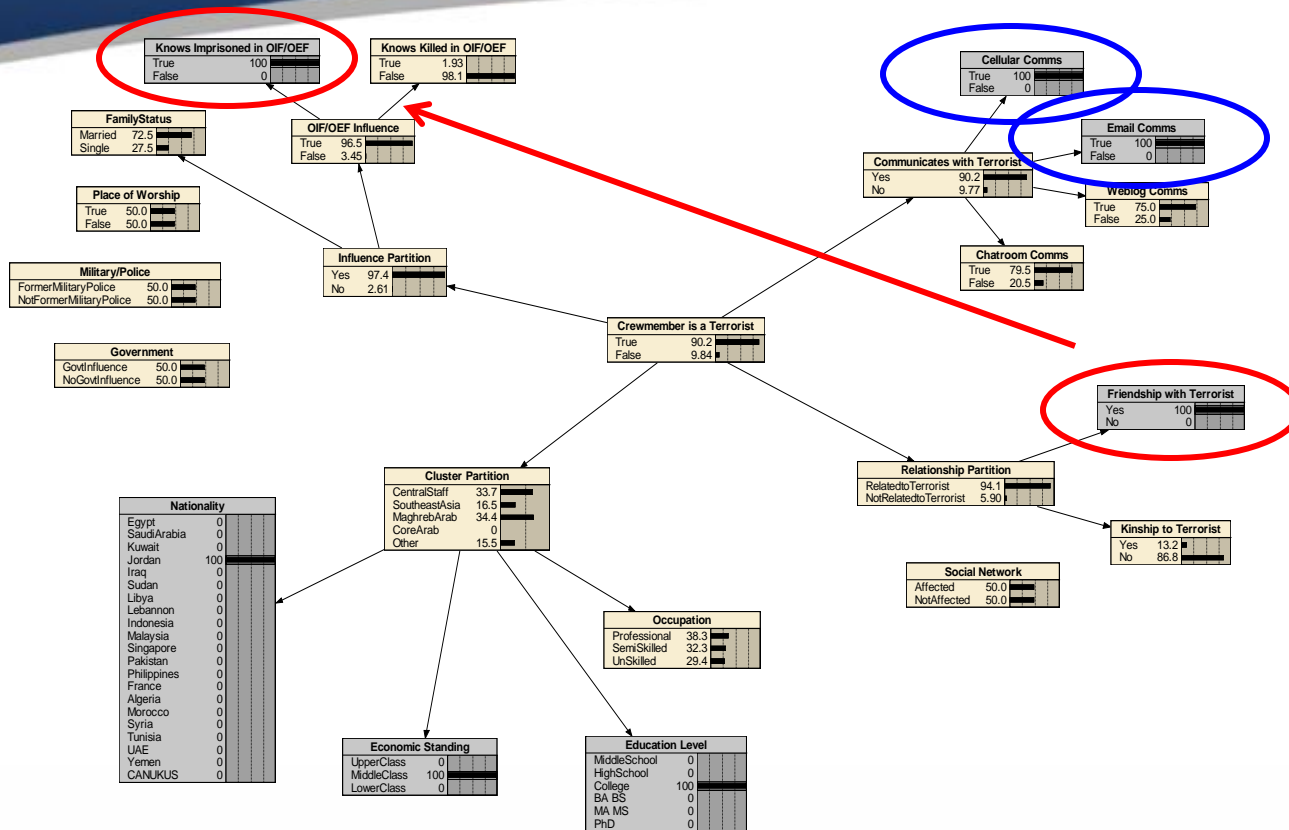 Knows Imprisoned in OIF/OEF
True 100
False 0
Knows Killed in OIF/OEF
True 1.93
False 98.1
Cellular Comms
True 100
False 0
FamilyStatus
Married 72.5
Single 27.5
OIF/OEF Influence
True 96.5
False 3.45
Email Comms
True 100
False 0
Communicates with Terrorist
Yes 90.2
No 9.77
Place of Worship
True 50.0
False 50.0
Weblog Comms
True 75.0
False 25.0
Influence Partition
Yes 97.4
No 2.61
Chatroom Comms
True 79.5
False 20.5
Military/Police
FormerMilitaryPolice 50.0
NotFormerMilitaryPolice 50.0
Crewmember is a Terrorist
True 90.2
False 9.84
Government
GovtInfluence 50.0
NoGovtInfluence 50.0
Friendship with Terrorist
Yes 100
No 0
Cluster Partition
CentralStaff 33.7
SoutheastAsia 16.5
MaghrebArab 34.4
CoreArab 0
Other 15.5
Relationship Partition
RelatedtoTerrorist 94.1
NotRelatedtoTerrorist 5.90
Nationality
Egypt 0
SaudiArabia 0
Kuwait 0
Jordan 100
Iraq 0
Sudan 0
Libya 0
Lebannon 0
Indonesia 0
Malaysia 0
Singapore 0
Pakistan 0
Philippines 0
France 0
Algeria 0
Morocco 0
Syria 0
Tunisia 0
UAE 0
Yemen 0
CANUKUS 0
Kinship to Terrorist
Yes 13.2
No 86.8
Social Network
Affected 50.0
NotAffected 50.0
Occupation
Professional 38.3
SemiSkilled 32.3
UnSkilled 29.4
Economic Standing
UpperClass 0
MiddleClass 100
LowerClass 0
Education Level
MiddleSchool 0
HighSchool 0
College 100
BA BS 0
MA MS 0
PhD 0